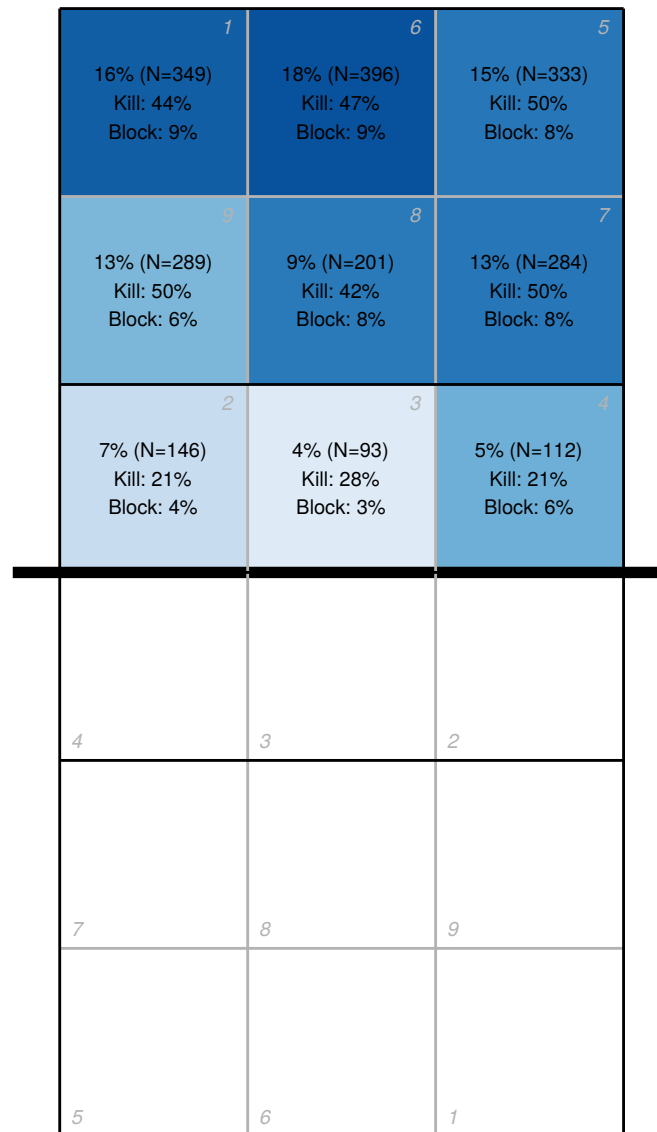 1
16% (N=349)
Kill: 44%
Block: 9%
6
18% (N=396)
Kill: 47%
Block: 9%
5
15% (N=333)
Kill: 50%
Block: 8%
9
13% (N=289)
Kill: 50%
Block: 6%
8
9% (N=201)
Kill: 42%
Block: 8%
7
13% (N=284)
Kill: 50%
Block: 8%
2
7% (N=146)
Kill: 21%
Block: 4%
3
4% (N=93)
Kill: 28%
Block: 3%
4
5% (N=112)
Kill: 21%
Block: 6%
4
3
2
7
8
9
5
6
1